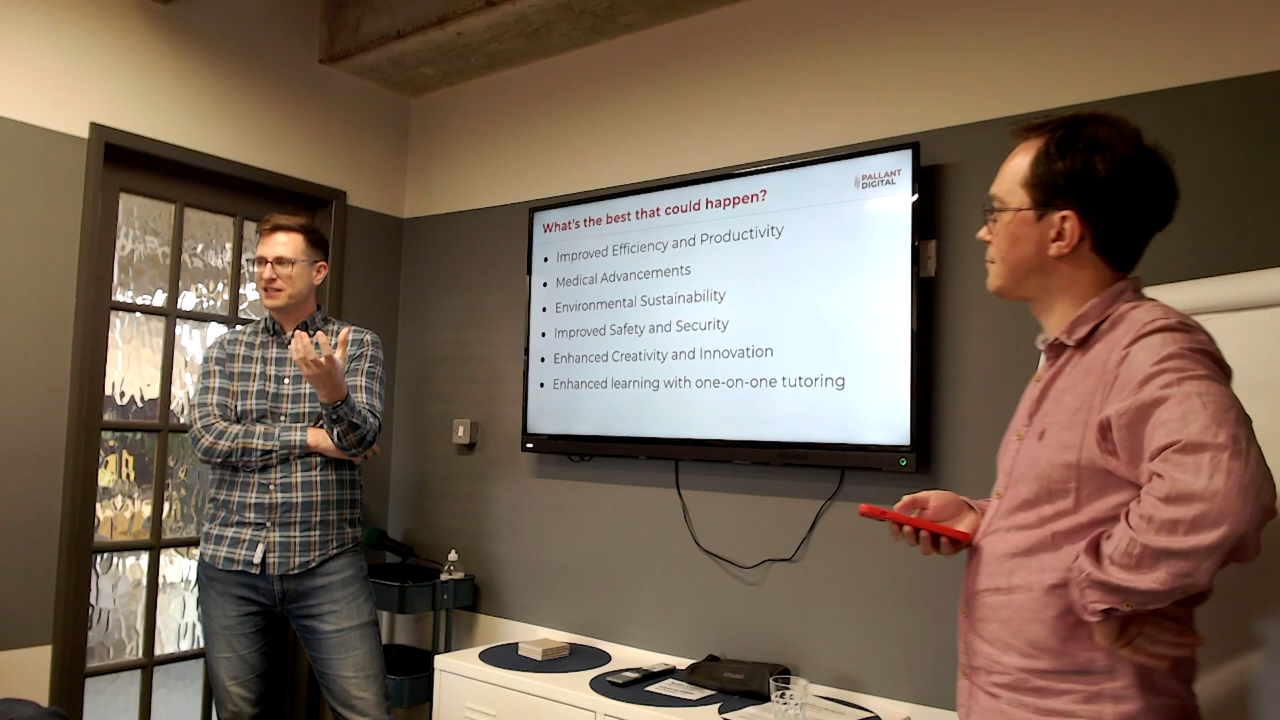 PALLANT
DIGITAL
What's the best that could happen?
Improved Efficiency and Productivity
Medical Advancements
Environmental Sustainability
Improved Safety and Security
Enhanced Creativity and Innovation
Enhanced learning with one-on-one tutoring